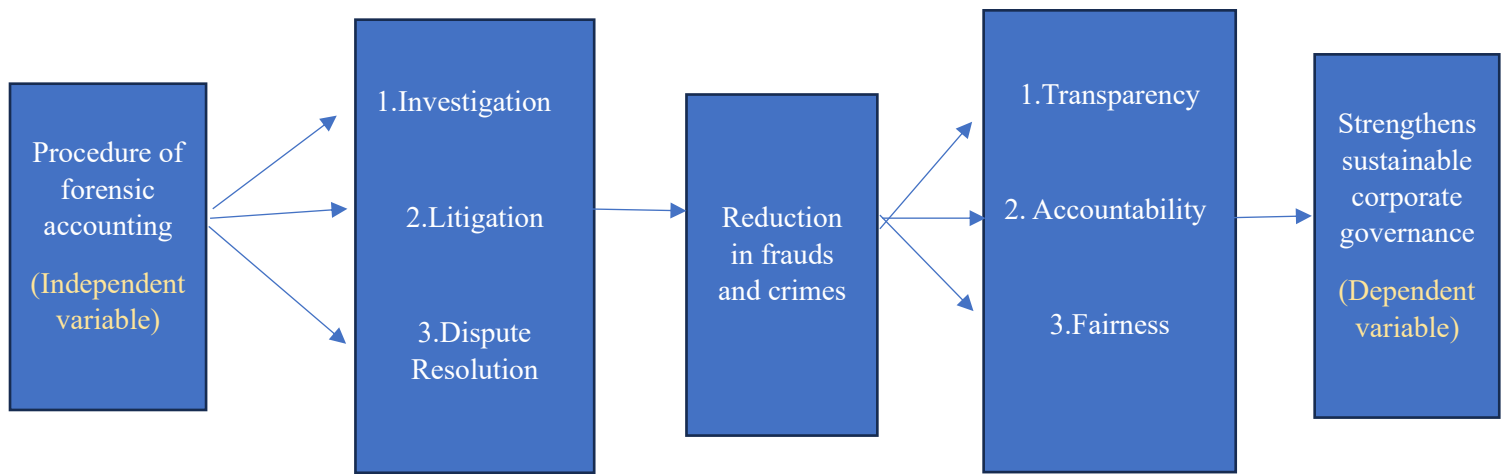 Procedure of
forensic
accounting
(Independent
variable)
1.Investigation
2.Litigation
3.Dispute
Resolution
Reduction
in frauds
and crimes
1.Transparency
2. Accountability
3.Fairness
Strengthens
sustainable
corporate
governance
(Dependent
variable)